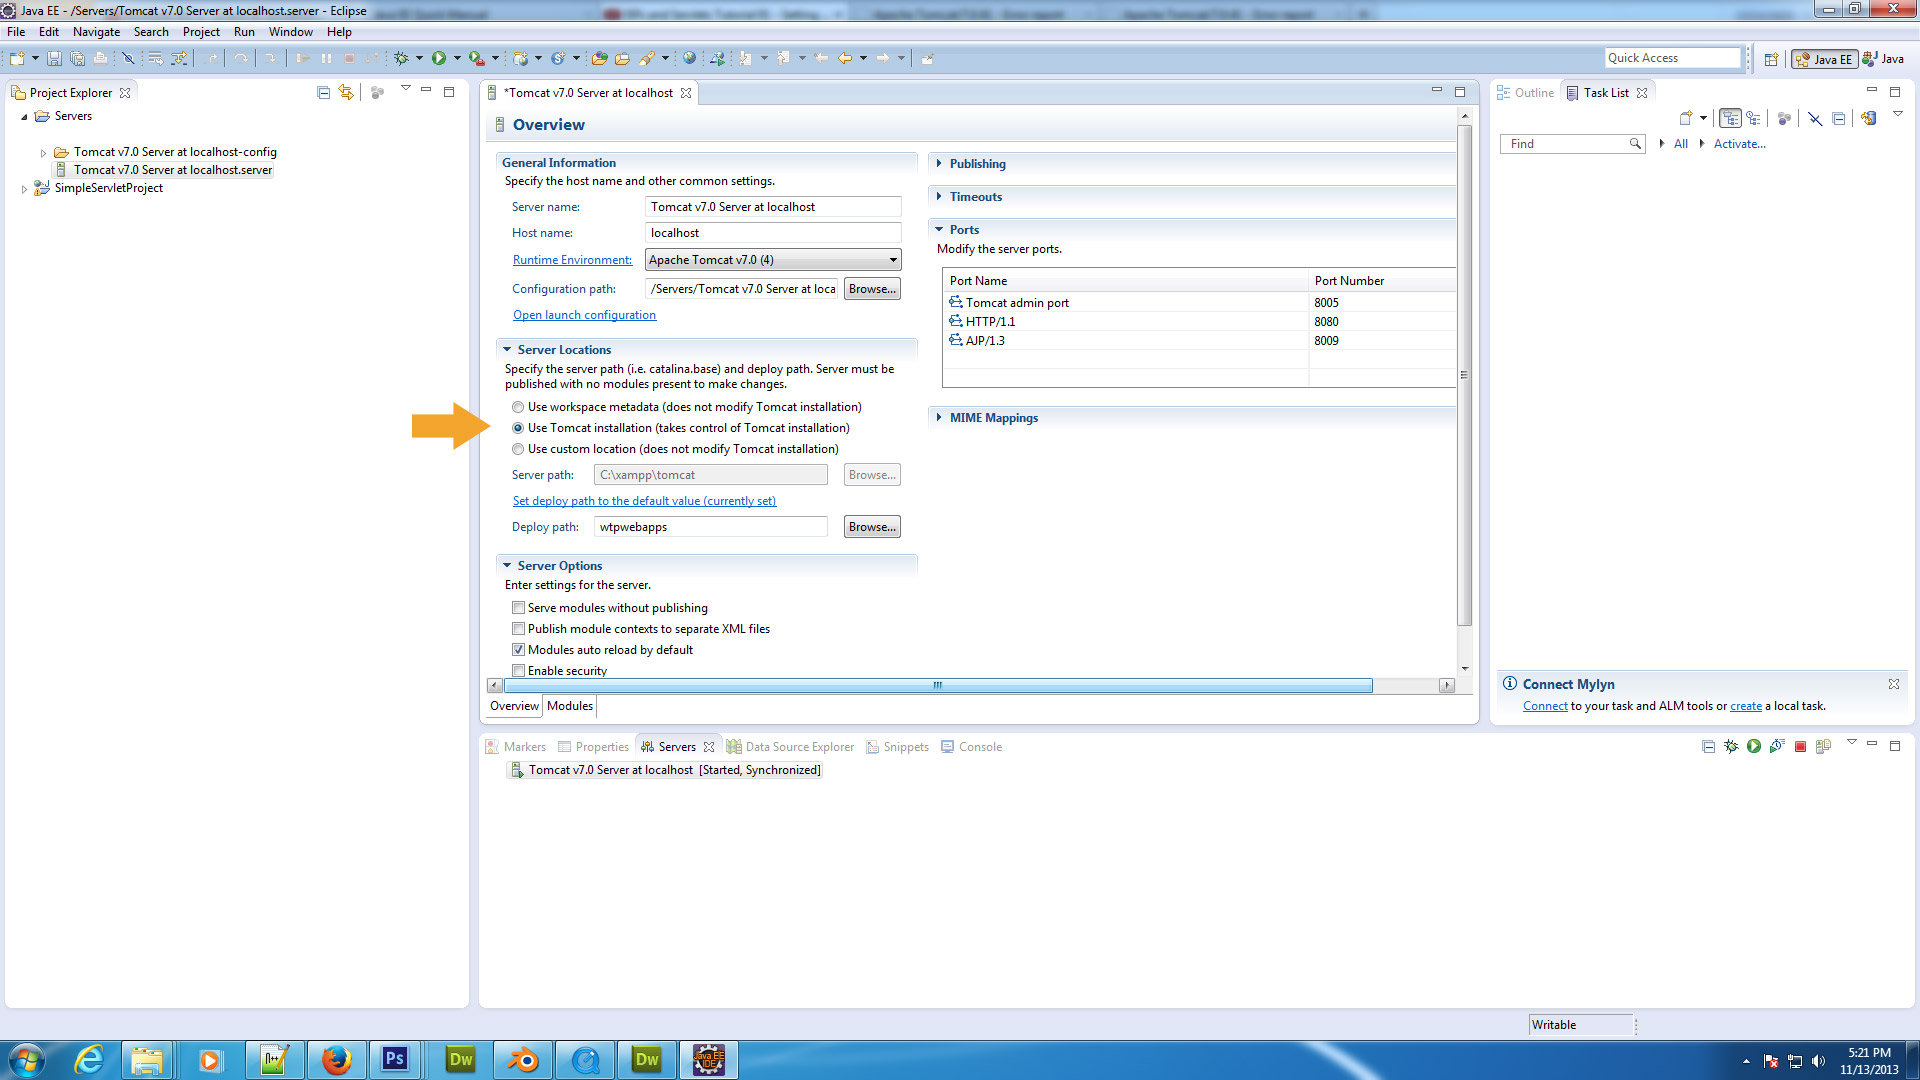 Java EE - /Servers/Tomcat v7.0 Server at localhost.server - Eclipse
File Edit Navigate Search Project Run Window Help
Quick Access
Java EE
Java
Project Explorer
Servers
Tomcat v7.0 Server at localhost-config
Tomcat v7.0 Server at localhost.server
SimpleServletProject
*Tomcat v7.0 Server at localhost
Overview
General Information
Specify the host name and other common settings.
Server name: Tomcat v7.0 Server at localhost
Host name: localhost
Runtime Environment: Apache Tomcat v7.0 (4)
Configuration path: /Servers/Tomcat v7.0 Server at loca Browse...
Open launch configuration
Server Locations
Specify the server path (i.e. catalina.base) and deploy path. Server must be
published with no modules present to make changes.
Use workspace metadata (does not modify Tomcat installation)
Use Tomcat installation (takes control of Tomcat installation)
Use custom location (does not modify Tomcat installation)
Server path: C:\xampp\tomcat Browse...
Set deploy path to the default value (currently set)
Deploy path: wtpwebapps Browse...
Server Options
Enter settings for the server.
Serve modules without publishing
Publish module contexts to separate XML files
Modules auto reload by default
Enable security
Publishing
Timeouts
Ports
Modify the server ports.
Port Name Port Number
Tomcat admin port 8005
HTTP/1.1 8080
AJP/1.3 8009
MIME Mappings
Overview Modules
Outline Task List
Find All Activate...
Connect Mylyn
Connect to your task and ALM tools or create a local task.
Markers Properties Servers Data Source Explorer Snippets Console
Tomcat v7.0 Server at localhost [Started, Synchronized]
Writable
Ps
Dw
Dw
Java EE
IDE
5:21 PM
11/13/2013